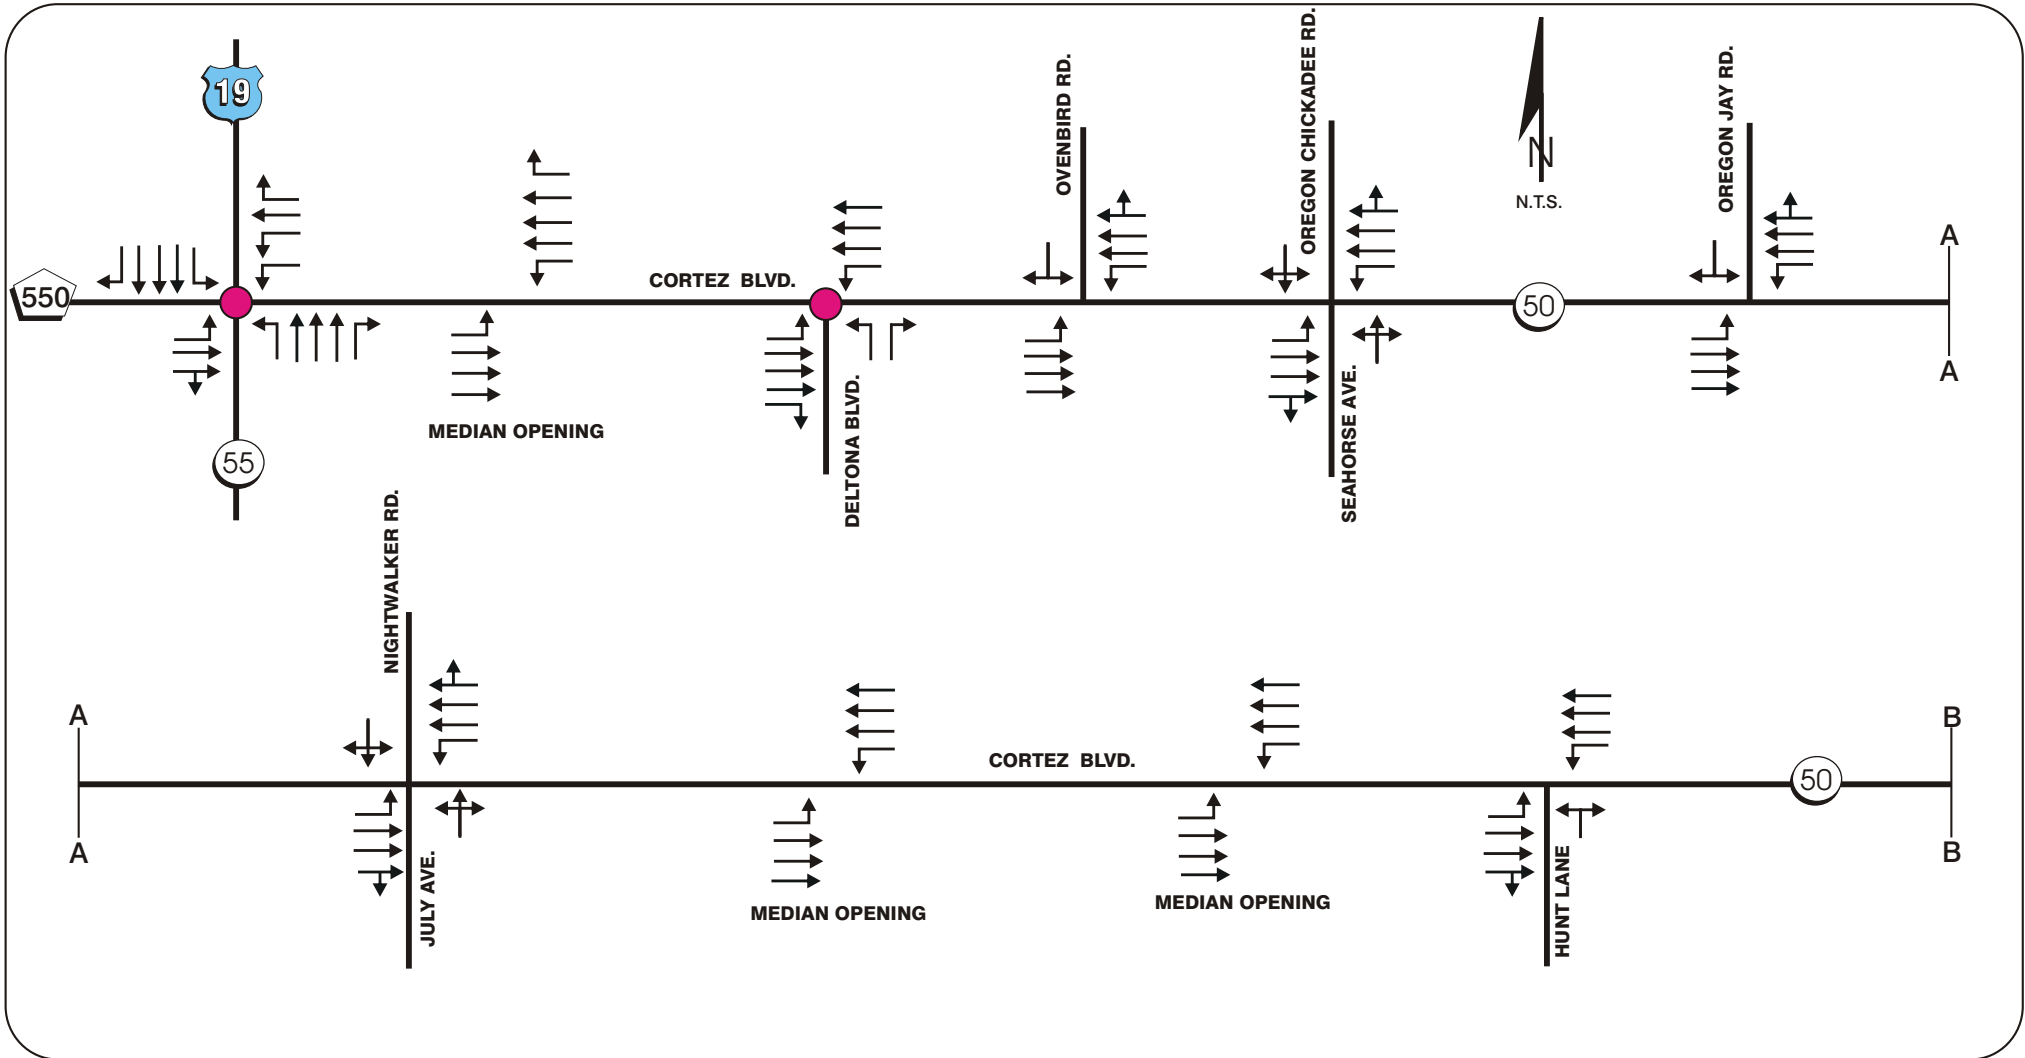 19
OVENBIRD RD.
OREGON CHICKADEE RD.
N
N.T.S.
OREGON JAY RD.
A
550
CORTEZ BLVD.
50
A
MEDIAN OPENING
55
DELTONA BLVD.
SEAHORSE AVE.
NIGHTWALKER RD.
A
CORTEZ BLVD.
50
B
A
JULY AVE.
MEDIAN OPENING
MEDIAN OPENING
HUNT LANE
B